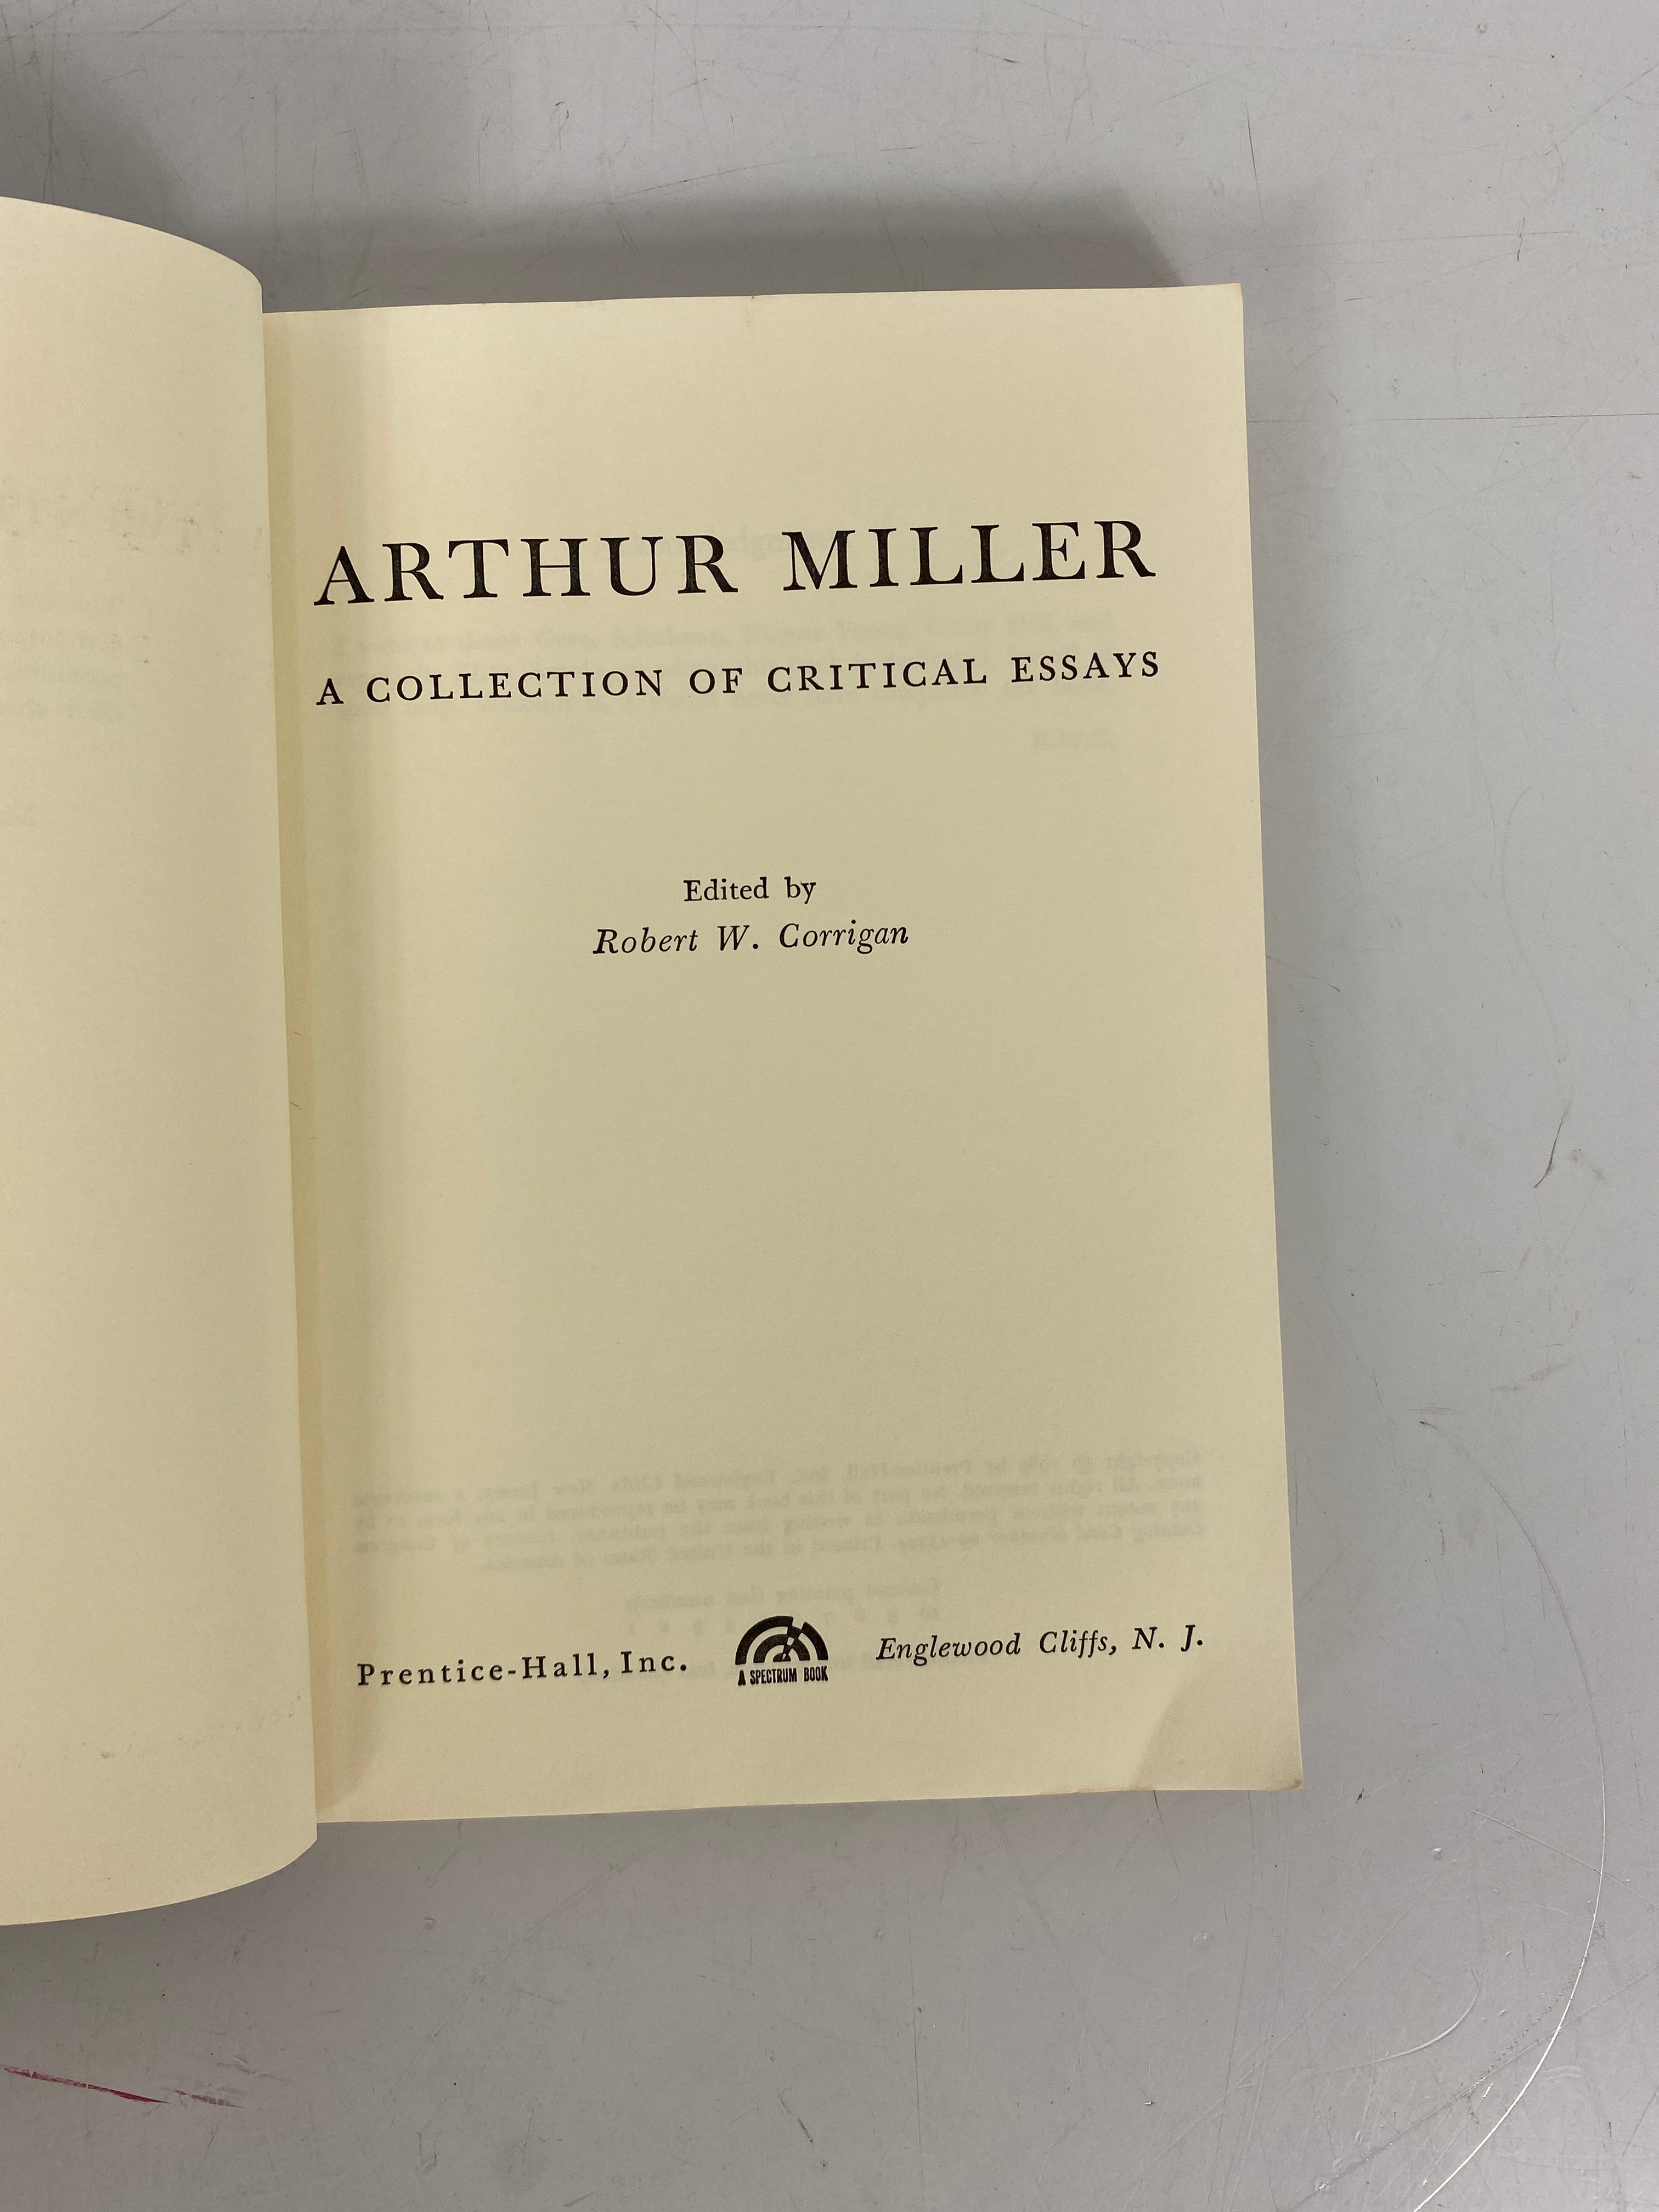 ARTHUR MILLER
A COLLECTION OF CRITICAL ESSAYS
Edited by
Robert W. Corrigan
Prentice-Hall, Inc.
A SPECTRUM BOOK
Englewood Cliffs, N. J.